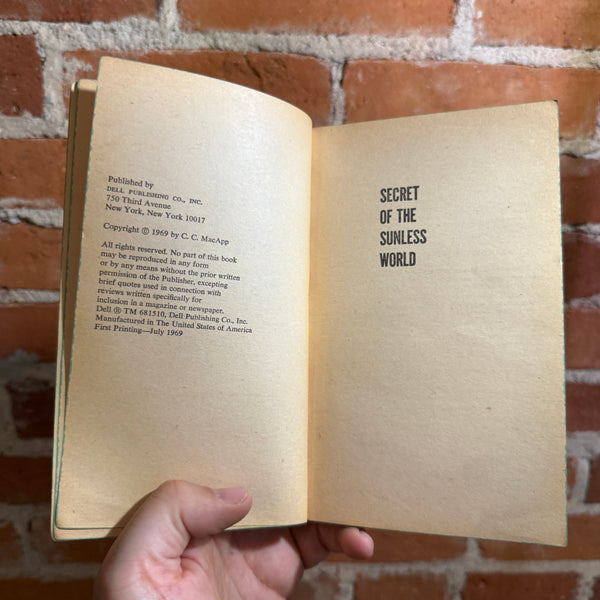 Published by
DELL PUBLISHING CO., INC.
750 Third Avenue
New York, New York 10017
Copyright © 1969 by C. C. MacApp
All rights reserved. No part of this book
may be reproduced in any form
or by any means without the prior written
permission of the Publisher, excepting
brief quotes used in connection with
reviews written specifically for
inclusion in a magazine or newspaper.
Dell ® TM 681510, Dell Publishing Co., Inc.
Manufactured in The United States of America
First Printing—July 1969
SECRET
OF THE
SUNLESS
WORLD